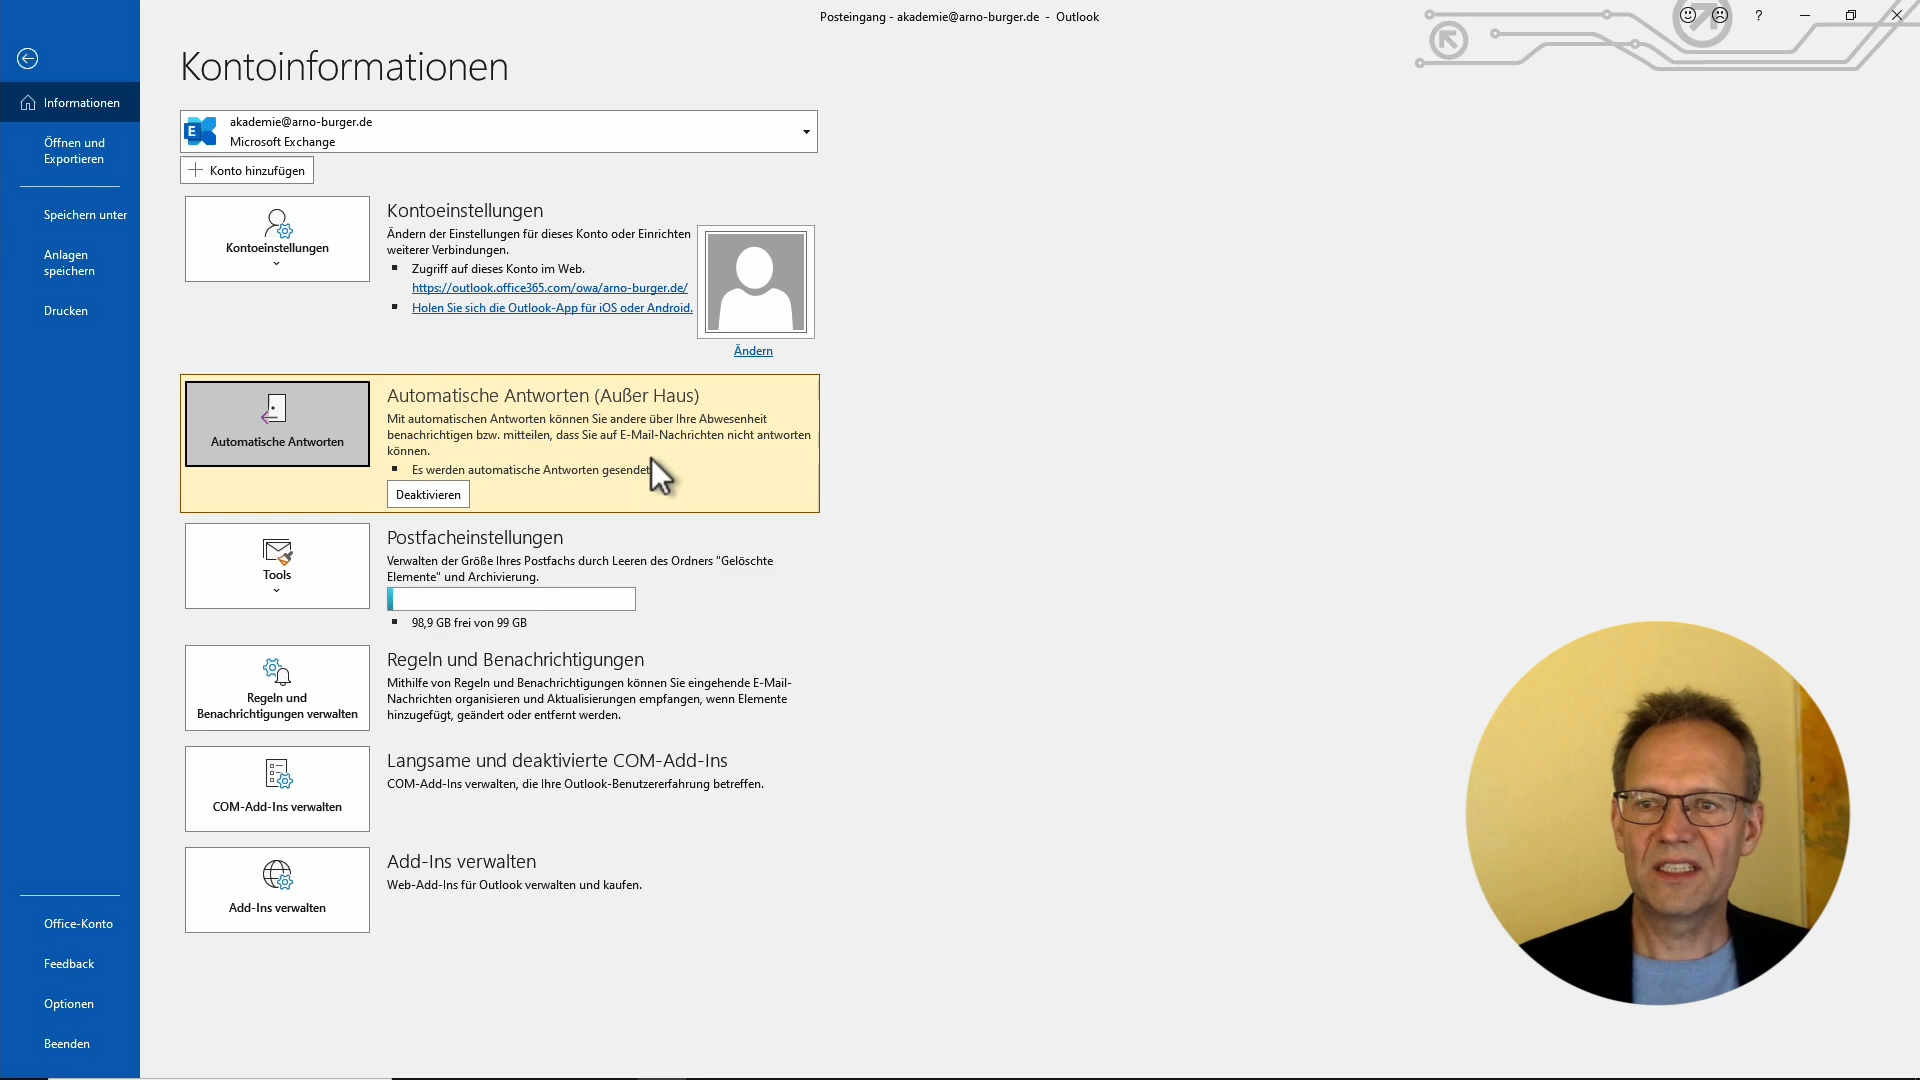 Posteingang - akademie@arno-burger.de - Outlook
?
Kontoinformationen
Informationen
Öffnen und
Exportieren
Speichern unter
Anlagen
speichern
Drucken
Office-Konto
Feedback
Optionen
Beenden
E
akademie@arno-burger.de
Microsoft Exchange
Konto hinzufügen
Kontoeinstellungen
Kontoeinstellungen
Ändern der Einstellungen für dieses Konto oder Einrichten
weiterer Verbindungen.
Zugriff auf dieses Konto im Web.
https://outlook.office365.com/owa/arno-burger.de/
Holen Sie sich die Outlook-App für iOS oder Android.
Ändern
Automatische Antworten
Automatische Antworten (Außer Haus)
Mit automatischen Antworten können Sie andere über Ihre Abwesenheit
benachrichtigen bzw. mitteilen, dass Sie auf E-Mail-Nachrichten nicht antworten
können.
Es werden automatische Antworten gesendet
Deaktivieren
Tools
Postfacheinstellungen
Verwalten der Größe Ihres Postfachs durch Leeren des Ordners "Gelöschte
Elemente" und Archivierung.
98,9 GB frei von 99 GB
Regeln und
Benachrichtigungen verwalten
Regeln und Benachrichtigungen
Mithilfe von Regeln und Benachrichtigungen können Sie eingehende E-Mail-
Nachrichten organisieren und Aktualisierungen empfangen, wenn Elemente
hinzugefügt, geändert oder entfernt werden.
COM-Add-Ins verwalten
Langsame und deaktivierte COM-Add-Ins
COM-Add-Ins verwalten, die Ihre Outlook-Benutzererfahrung betreffen.
Add-Ins verwalten
Add-Ins verwalten
Web-Add-Ins für Outlook verwalten und kaufen.